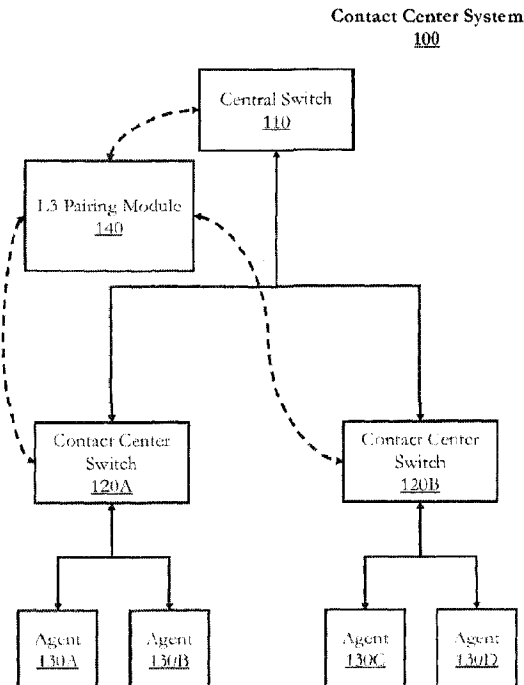 Contact Center System
100
Central Switch
110
L3 Pairing Module
140
Contact Center
Switch
120A
Contact Center
Switch
120B
Agent
130A
Agent
130B
Agent
130C
Agent
130D